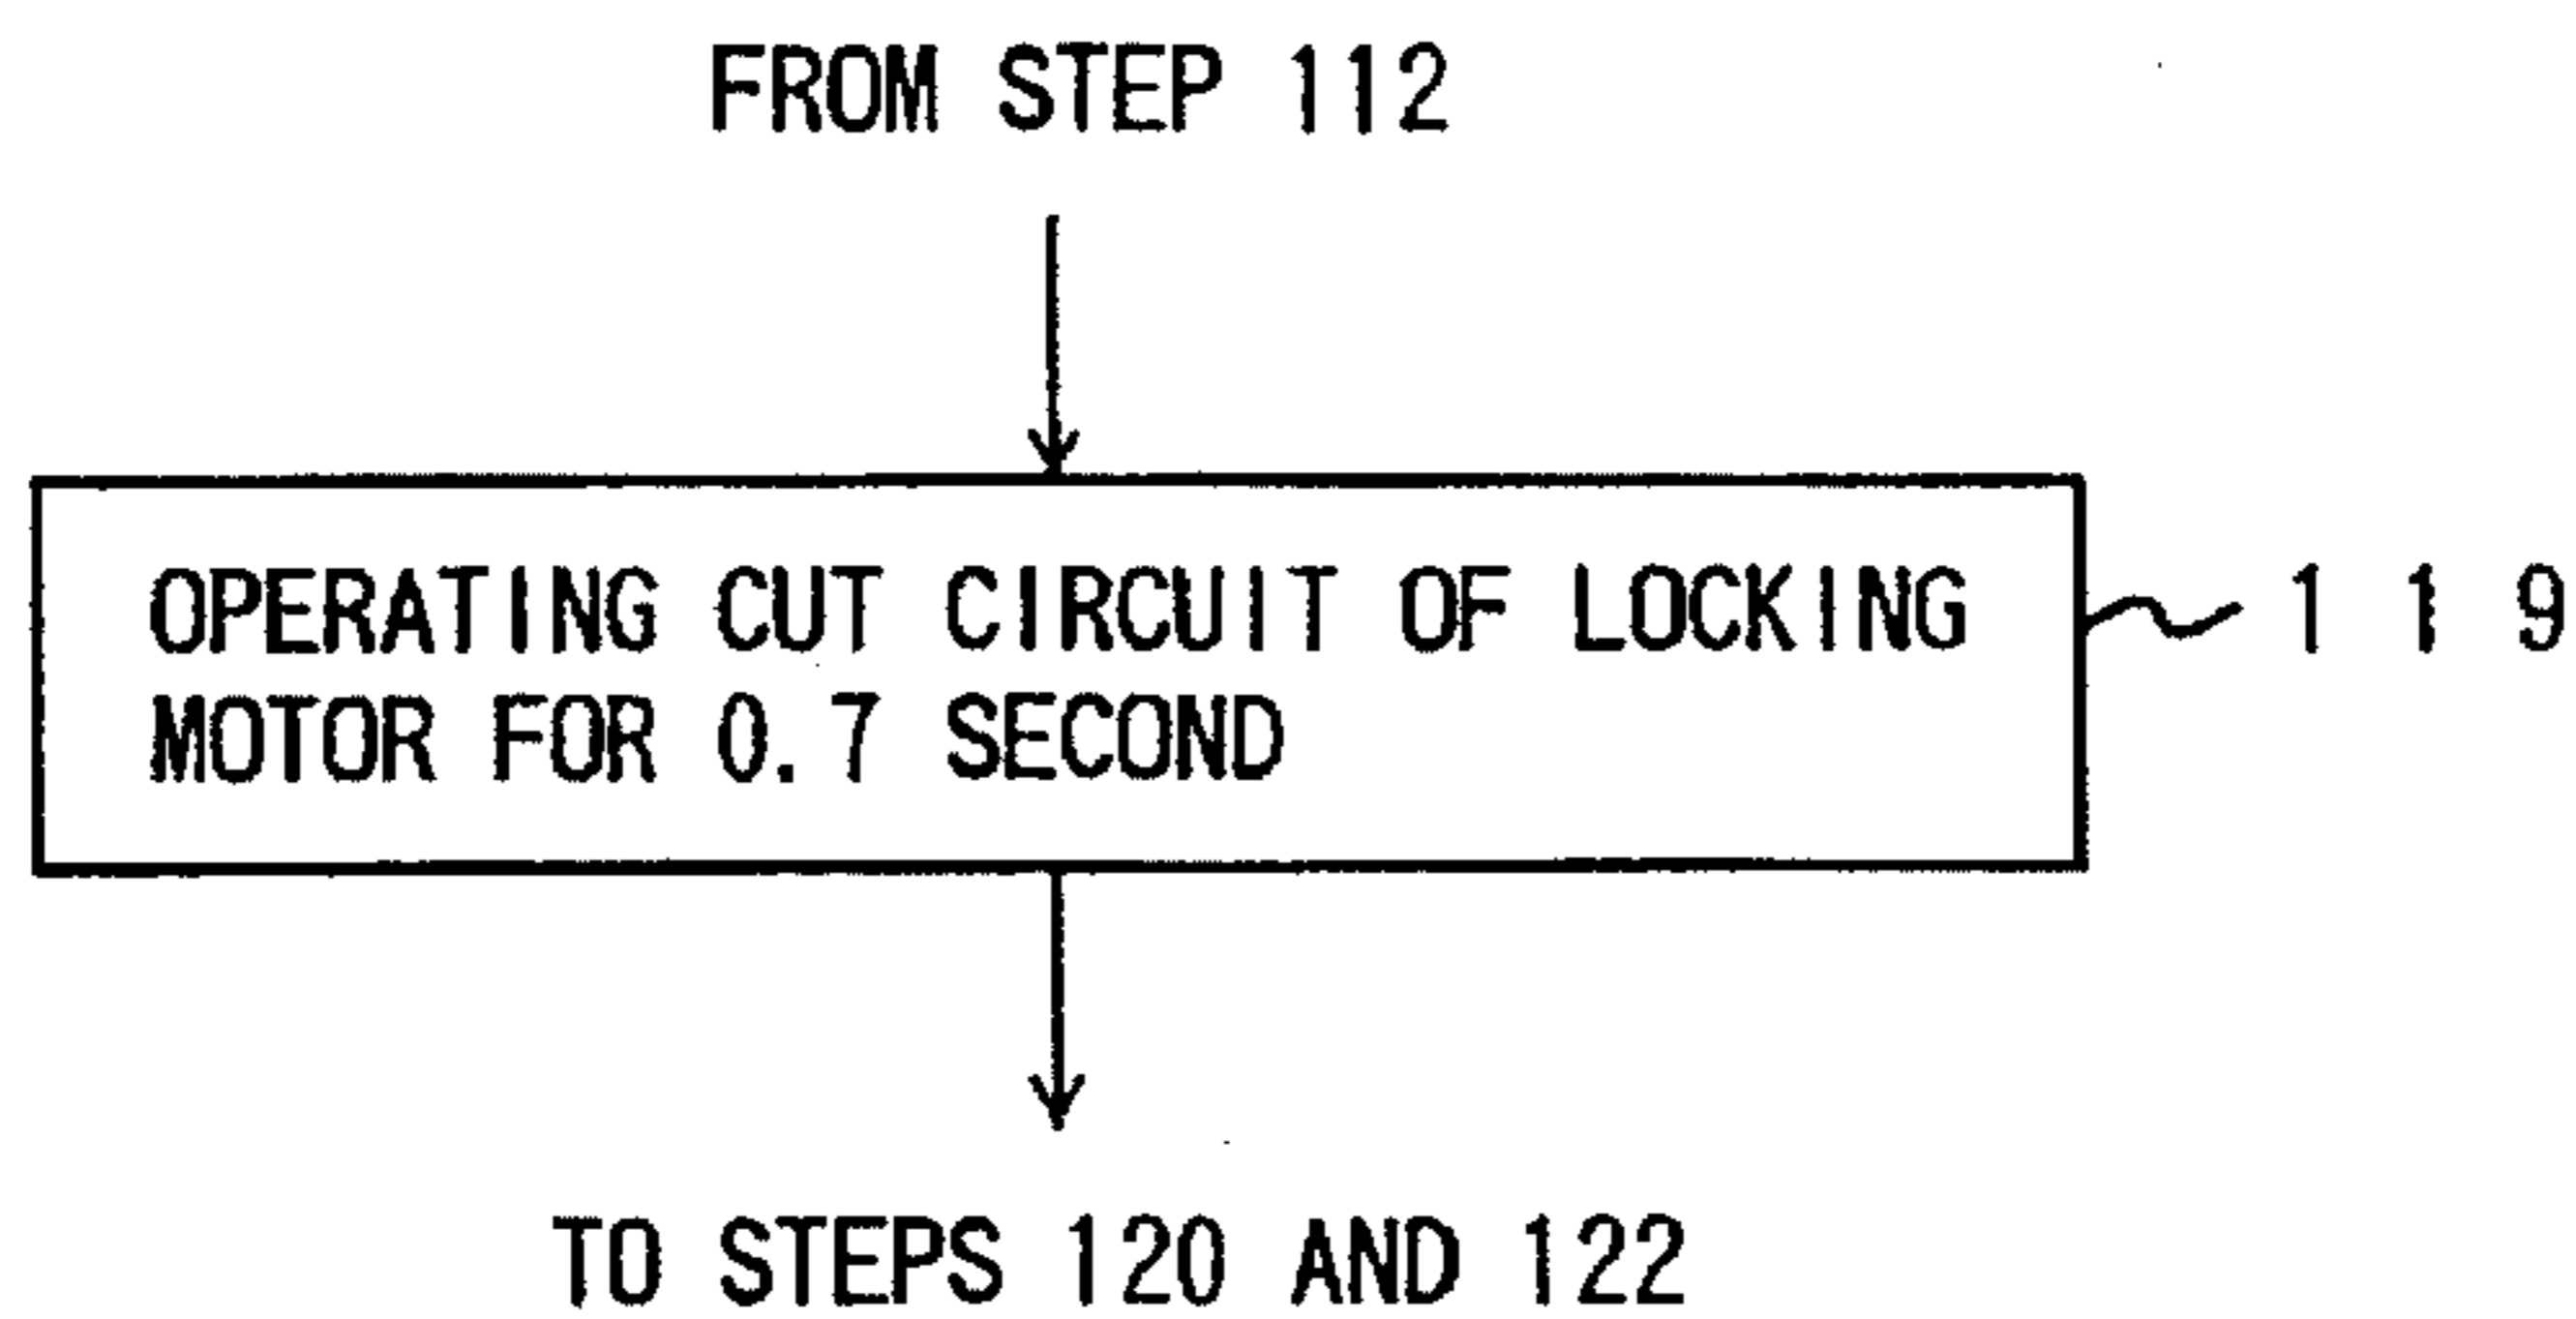 FROM STEP 112
OPERATING CUT CIRCUIT OF LOCKING
MOTOR FOR 0.7 SECOND
119
TO STEPS 120 AND 122